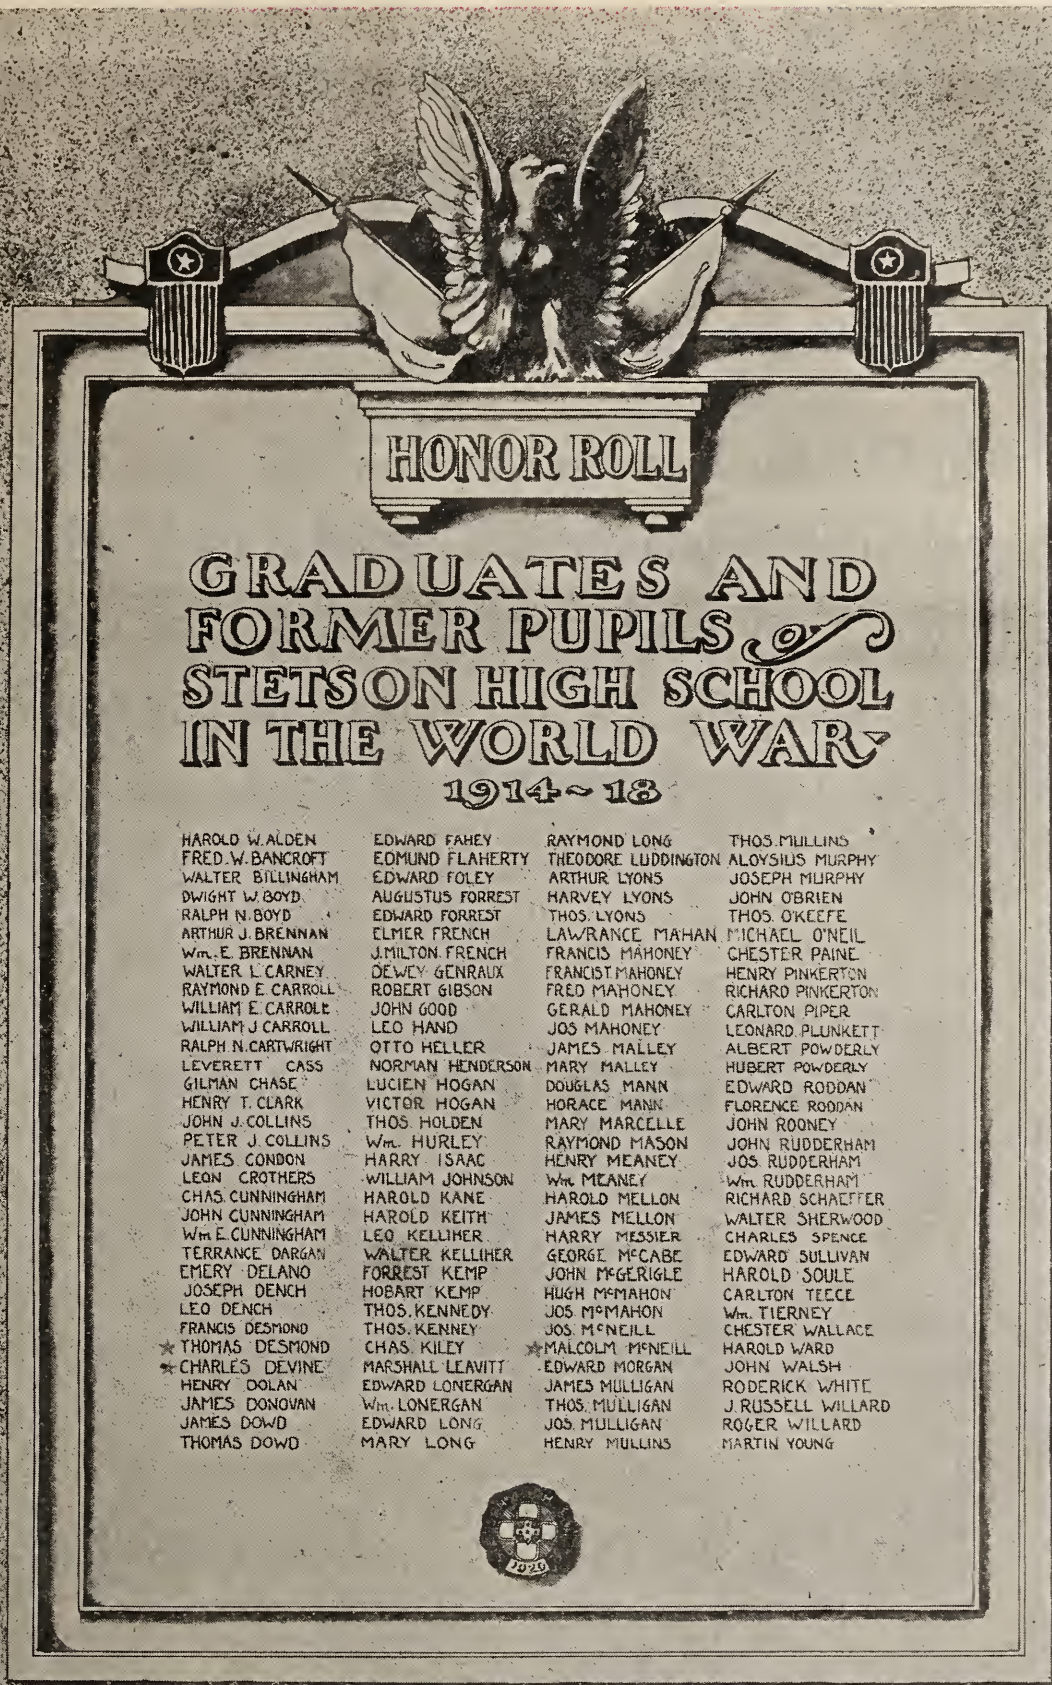 HONOR ROLL
GRADUATES AND
FORMER PUPILS of
STETSON HIGH SCHOOL
IN THE WORLD WAR
1914~18
HAROLD W. ALDEN
FRED. W. BANCROFT
WALTER BILLINGHAM
DWIGHT W. BOYD
RALPH N. BOYD
ARTHUR J. BRENNAN
Wm. E. BRENNAN
WALTER L. CARNEY
RAYMOND E. CARROLL
WILLIAM E. CARROLL
WILLIAM J. CARROLL
RALPH N. CARTWRIGHT
LEVERETT CASS
GILMAN CHASE
HENRY T. CLARK
JOHN J. COLLINS
PETER J. COLLINS
JAMES CONDON
LEON CROTHERS
CHAS. CUNNINGHAM
JOHN CUNNINGHAM
Wm E. CUNNINGHAM
TERRANCE DARGAN
EMERY DELANO
JOSEPH DENCH
LEO DENCH
FRANCIS DESMOND
★ THOMAS DESMOND
★ CHARLES DEVINE
HENRY DOLAN
JAMES DONOVAN
JAMES DOWD
THOMAS DOWD
EDWARD FAHEY
EDMUND FLAHERTY
EDWARD FOLEY
AUGUSTUS FORREST
EDWARD FORREST
ELMER FRENCH
J. MILTON FRENCH
DEWEY GENRAUX
ROBERT GIBSON
JOHN GOOD
LEO HAND
OTTO HELLER
NORMAN HENDERSON
LUCIEN HOGAN
VICTOR HOGAN
THOS. HOLDEN
Wm. HURLEY
HARRY ISAAC
WILLIAM JOHNSON
HAROLD KANE
HAROLD KEITH
LEO KELLIHER
WALTER KELLIHER
FORREST KEMP
HOBART KEMP
THOS. KENNEDY
THOS. KENNEY
CHAS. KILEY
MARSHALL LEAVITT
EDWARD LONERGAN
Wm. LONERGAN
EDWARD LONG
MARY LONG
RAYMOND LONG
THEODORE LUDDINGTON
ARTHUR LYONS
HARVEY LYONS
THOS. LYONS
LAWRANCE MAHAN
FRANCIS MAHONEY
FRANCIS T. MAHONEY
FRED MAHONEY
GERALD MAHONEY
JOS MAHONEY
JAMES MALLEY
MARY MALLEY
DOUGLAS MANN
HORACE MANN
MARY MARCELLE
RAYMOND MASON
HENRY MEANEY
Wm MEANEY
HAROLD MELLON
JAMES MELLON
HARRY MESSIER
GEORGE McCABE
JOHN McGERIGLE
HUGH McMAHON
JOS. McMAHON
JOS. McNEILL
★ MALCOLM McNEILL
EDWARD MORGAN
JAMES MULLIGAN
THOS. MULLIGAN
JOS. MULLIGAN
HENRY MULLINS
THOS. MULLINS
ALOYSIUS MURPHY
JOSEPH MURPHY
JOHN O'BRIEN
THOS. O'KEEFE
MICHAEL O'NEIL
CHESTER PAINE
HENRY PINKERTON
RICHARD PINKERTON
CARLTON PIPER
LEONARD PLUNKETT
ALBERT POWDERLY
HUBERT POWDERLY
EDWARD RODDAN
FLORENCE RODDAN
JOHN ROONEY
JOHN RUDDERHAM
JOS. RUDDERHAM
Wm. RUDDERHAM
RICHARD SCHAEFFER
WALTER SHERWOOD
CHARLES SPENCE
EDWARD SULLIVAN
HAROLD SOULE
CARLTON TEECE
Wm. TIERNEY
CHESTER WALLACE
HAROLD WARD
JOHN WALSH
RODERICK WHITE
J. RUSSELL WILLARD
ROGER WILLARD
MARTIN YOUNG
1920